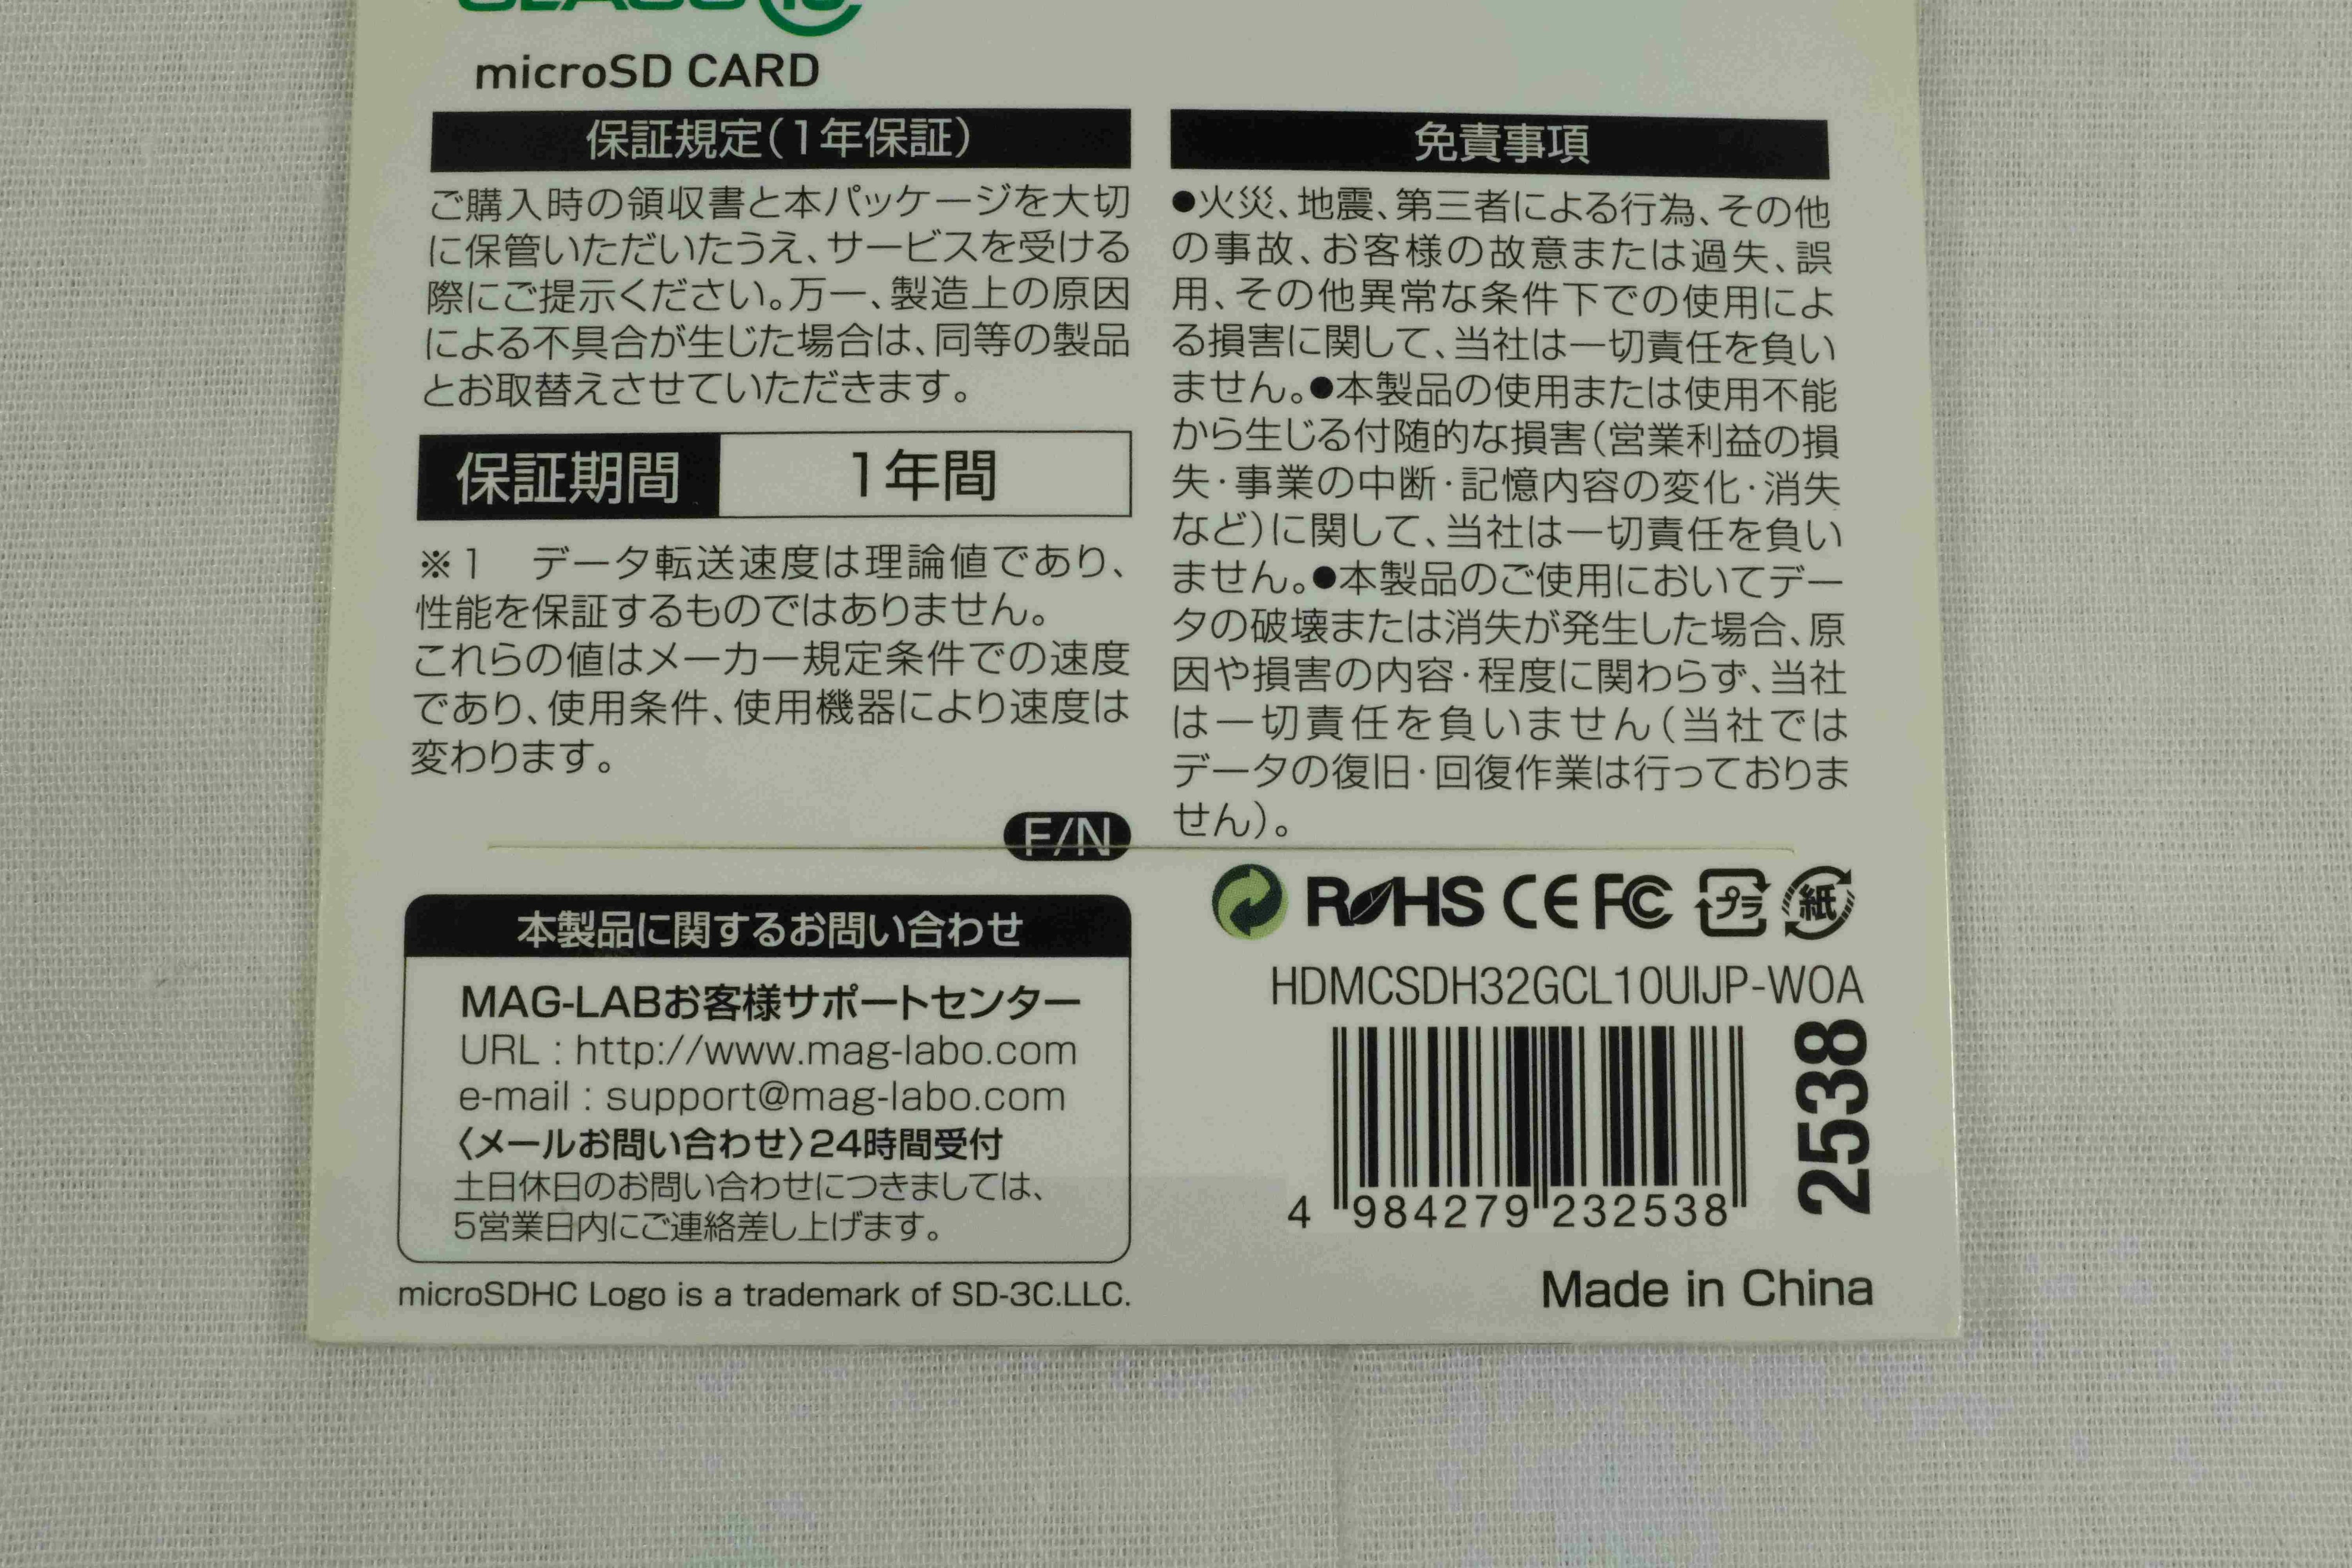 CLASS 10
microSD CARD
保証規定(1年保証)
ご購入時の領収書と本パッケージを大切
に保管いただいたうえ、サービスを受ける
際にご提示ください。万一、製造上の原因
による不具合が生じた場合は、同等の製品
とお取替えさせていただきます。
保証期間 1年間
※1 データ転送速度は理論値であり、
性能を保証するものではありません。
これらの値はメーカー規定条件での速度
であり、使用条件、使用機器により速度は
変わります。
F/N
免責事項
●火災、地震、第三者による行為、その他
の事故、お客様の故意または過失、誤
用、その他異常な条件下での使用によ
る損害に関して、当社は一切責任を負い
ません。●本製品の使用または使用不能
から生じる付随的な損害(営業利益の損
失・事業の中断・記憶内容の変化・消失
など)に関して、当社は一切責任を負い
ません。●本製品のご使用においてデー
タの破壊または消失が発生した場合、原
因や損害の内容・程度に関わらず、当社
は一切責任を負いません(当社では
データの復旧・回復作業は行っておりま
せん)。
本製品に関するお問い合わせ
MAG-LABお客様サポートセンター
URL : http://www.mag-labo.com
e-mail : support@mag-labo.com
〈メールお問い合わせ〉24時間受付
土日休日のお問い合わせにつきましては、
5営業日内にご連絡差し上げます。
microSDHC Logo is a trademark of SD-3C.LLC.
RoHS CE FC プラ 紙
HDMCSDH32GCL10UIJP-WOA
4 984279 232538
2538
Made in China